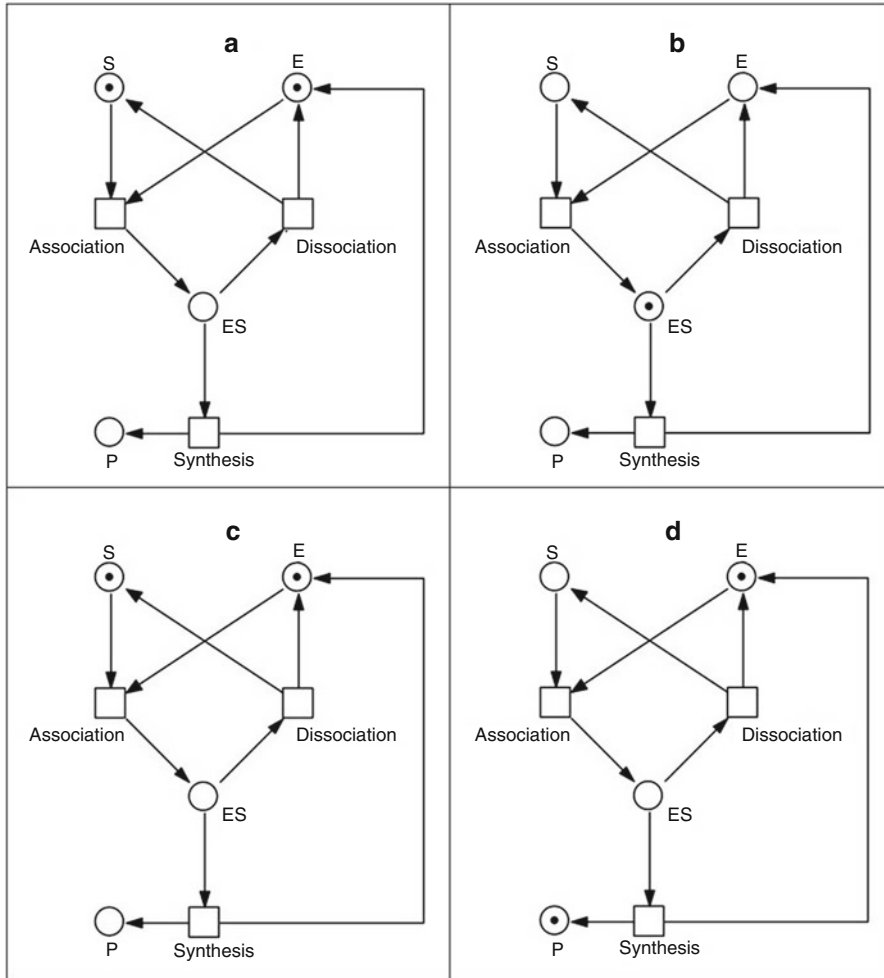 a
S E
Association Dissociation
ES
P Synthesis
b
S E
Association Dissociation
ES
P Synthesis
c
S E
Association Dissociation
ES
P Synthesis
d
S E
Association Dissociation
ES
P Synthesis